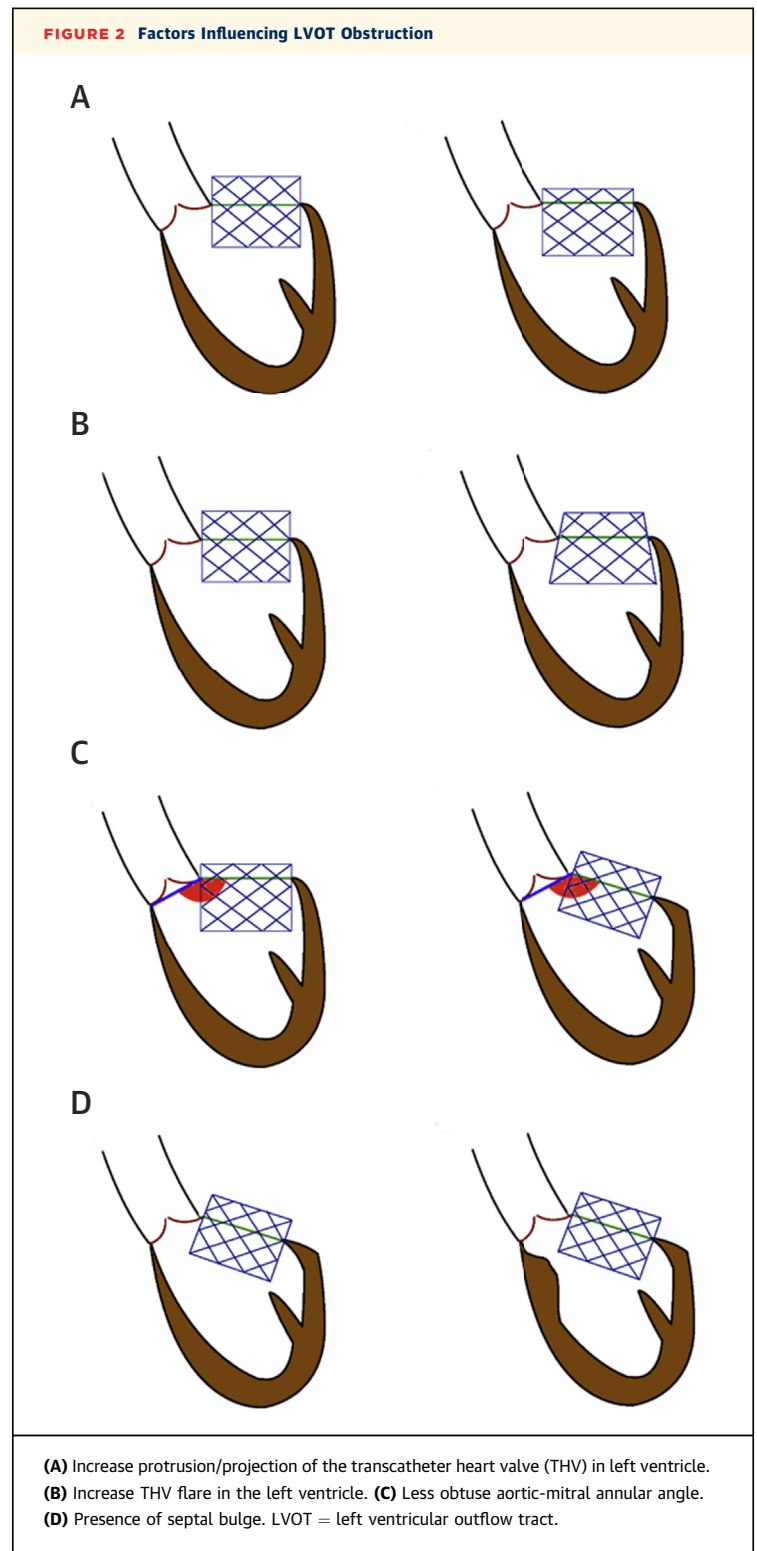 FIGURE 2 Factors Influencing LVOT Obstruction
A
B
C
D
(A) Increase protrusion/projection of the transcatheter heart valve (THV) in left ventricle.
(B) Increase THV flare in the left ventricle. (C) Less obtuse aortic-mitral annular angle.
(D) Presence of septal bulge. LVOT = left ventricular outflow tract.